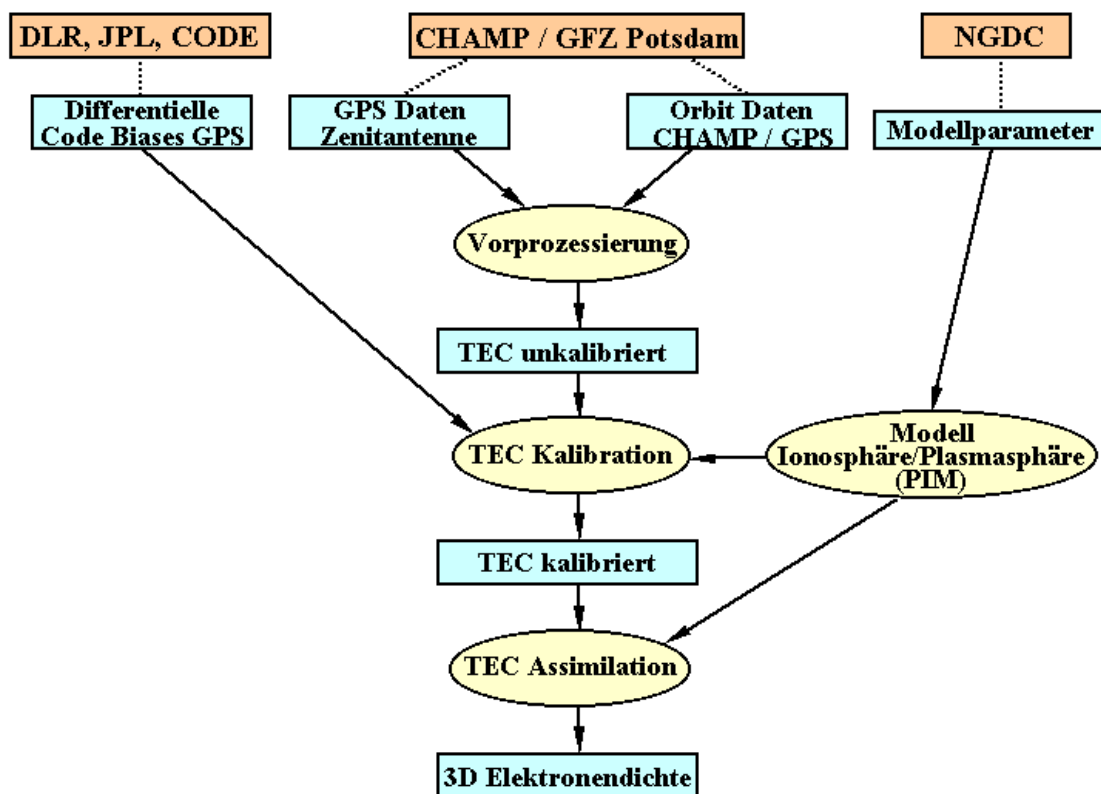 DLR, JPL, CODE
CHAMP / GFZ Potsdam
NGDC
Differentielle
Code Biases GPS
GPS Daten
Zenitantenne
Orbit Daten
CHAMP / GPS
Modellparameter
Vorprozessierung
TEC unkalibriert
TEC Kalibration
Modell
Ionosphäre/Plasmasphäre
(PIM)
TEC kalibriert
TEC Assimilation
3D Elektronendichte